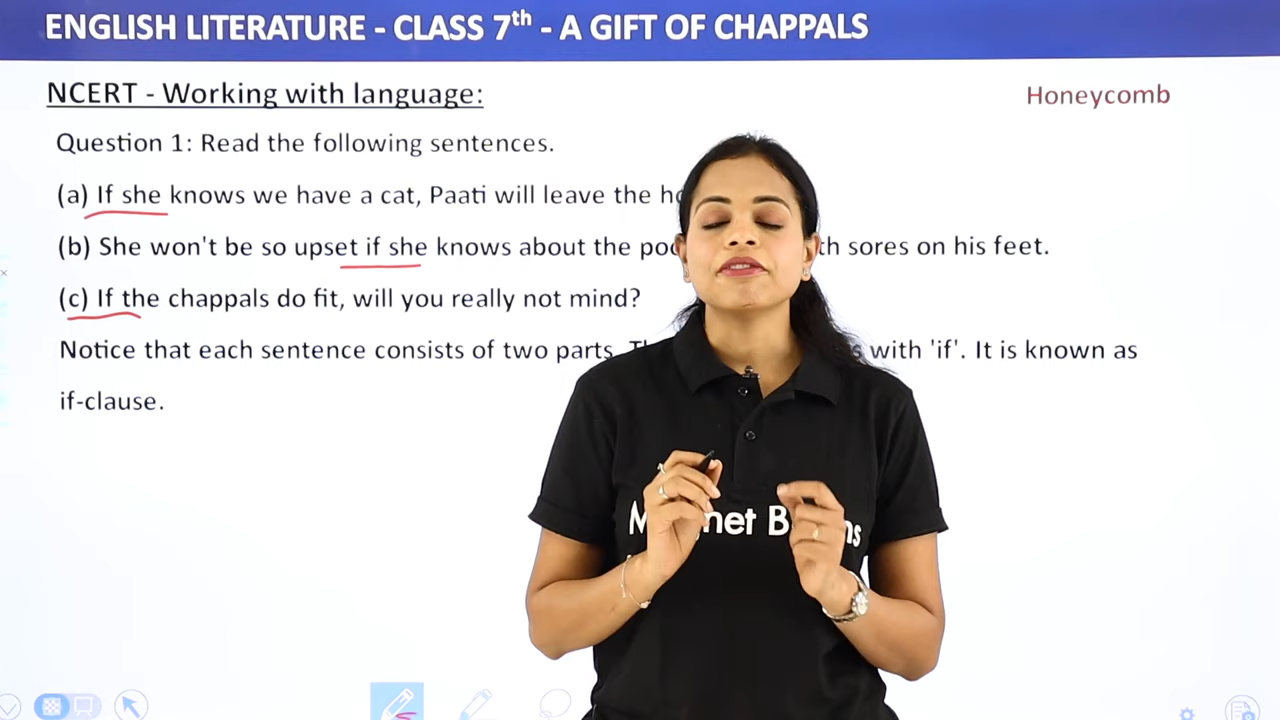 ENGLISH LITERATURE - CLASS 7th - A GIFT OF CHAPPALS
NCERT - Working with language:
Honeycomb
Question 1: Read the following sentences.
(a) If she knows we have a cat, Paati will leave the
(b) She won't be so upset if she knows about the sores on his feet.
(c) If the chappals do fit, will you really not mind?
Notice that each sentence consists of two parts. with 'if'. It is known as
if-clause.